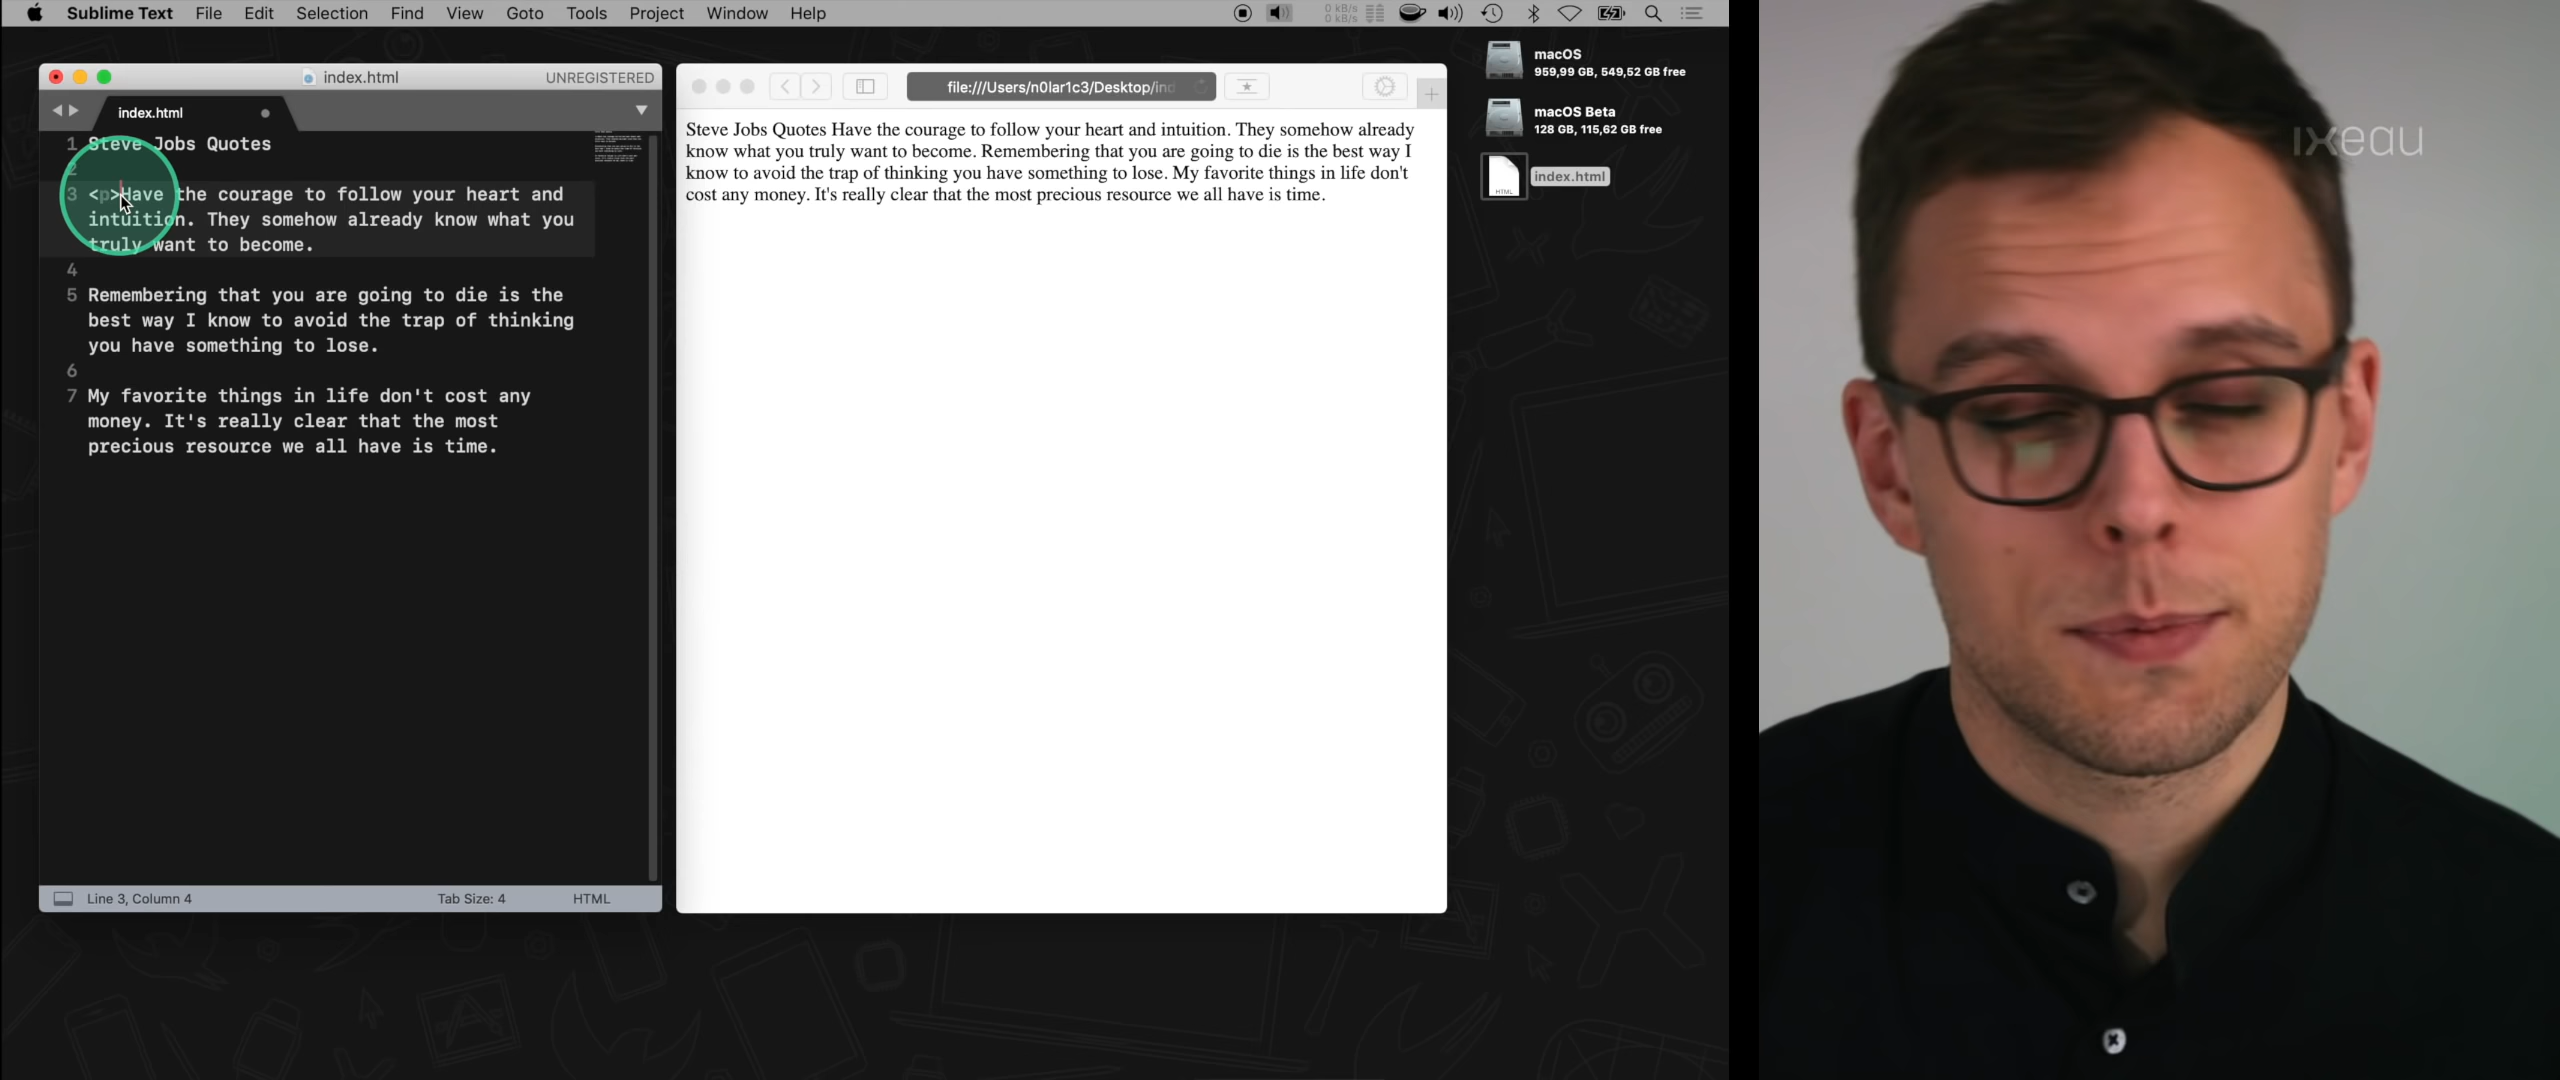 Sublime Text File Edit Selection Find View Goto Tools Project Window Help
0 kB/s
0 kB/s
index.html UNREGISTERED
index.html
1 Steve Jobs Quotes
2
3 <p>Have the courage to follow your heart and
intuition. They somehow already know what you
truly want to become.
4
5 Remembering that you are going to die is the
best way I know to avoid the trap of thinking
you have something to lose.
6
7 My favorite things in life don't cost any
money. It's really clear that the most
precious resource we all have is time.
Line 3, Column 4 Tab Size: 4 HTML
file:///Users/n0lar1c3/Desktop/ind
Steve Jobs Quotes Have the courage to follow your heart and intuition. They somehow already
know what you truly want to become. Remembering that you are going to die is the best way I
know to avoid the trap of thinking you have something to lose. My favorite things in life don't
cost any money. It's really clear that the most precious resource we all have is time.
macOS
959,99 GB, 549,52 GB free
macOS Beta
128 GB, 115,62 GB free
HTML
index.html
ixeau